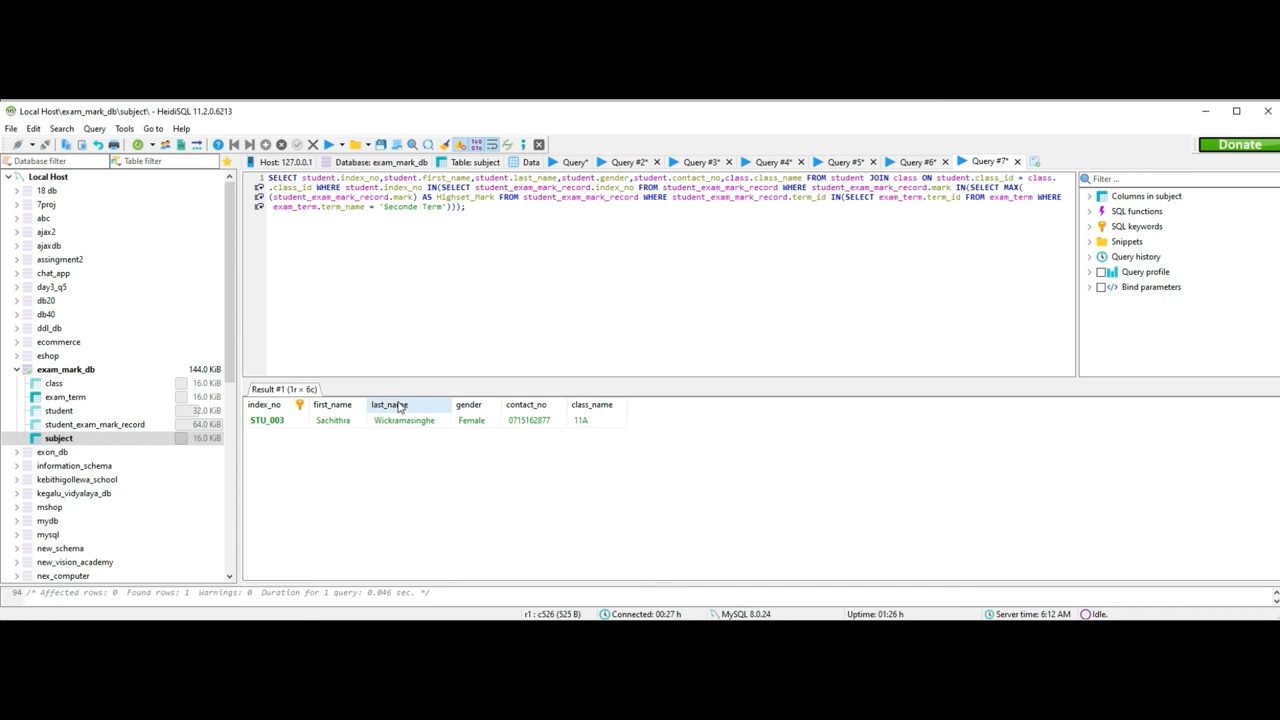 Local Host\exam_mark_db\subject\ - HeidiSQL 11.2.0.6213
File Edit Search Query Tools Go to Help
Donate
Database filter Table filter Host: 127.0.0.1 Database: exam_mark_db Table: subject Data Query* Query #2* Query #3* Query #4* Query #5* Query #6* Query #7*
Local Host
18 db
7proj
abc
ajax2
ajaxdb
assingment2
chat_app
day3_q5
db20
db40
ddl_db
ecommerce
eshop
exam_mark_db 144.0 KiB
class 16.0 KiB
exam_term 16.0 KiB
student 32.0 KiB
student_exam_mark_record 64.0 KiB
subject 16.0 KiB
exon_db
information_schema
kebithigollewa_school
kegalu_vidyalaya_db
mshop
mydb
mysql
new_schema
new_vision_academy
nex_computer
1 SELECT student.index_no,student.first_name,student.last_name,student.gender,student.contact_no,class.class_name FROM student JOIN class ON student.class_id = class.
.class_id WHERE student.index_no IN(SELECT student_exam_mark_record.index_no FROM student_exam_mark_record WHERE student_exam_mark_record.mark IN(SELECT MAX(
(student_exam_mark_record.mark) AS Highset_Mark FROM student_exam_mark_record WHERE student_exam_mark_record.term_id IN(SELECT exam_term.term_id FROM exam_term WHERE
exam_term.term_name = 'Seconde Term')));
Filter ...
Columns in subject
SQL functions
SQL keywords
Snippets
Query history
Query profile
Bind parameters
Result #1 (1r × 6c)
index_no first_name last_name gender contact_no class_name
STU_003 Sachithra Wickramasinghe Female 0715162877 11A
94 /* Affected rows: 0 Found rows: 1 Warnings: 0 Duration for 1 query: 0.046 sec. */
r1 : c526 (525 B) Connected: 00:27 h MySQL 8.0.24 Uptime: 01:26 h Server time: 6:12 AM Idle.